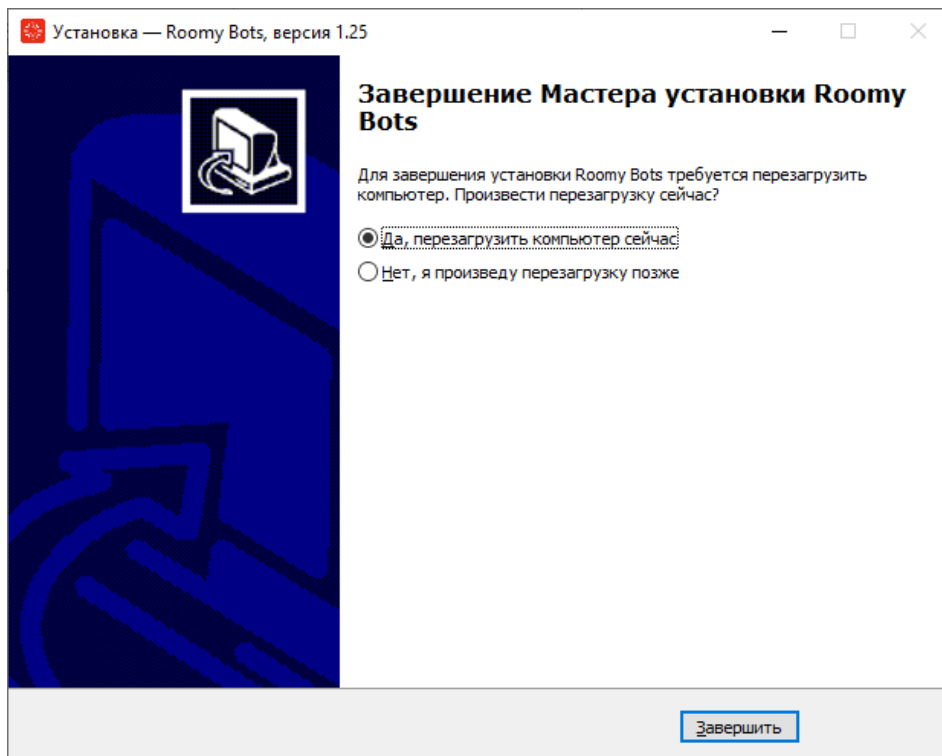 Установка — Roomy Bots, версия 1.25
Завершение Мастера установки Roomy
Bots
Для завершения установки Roomy Bots требуется перезагрузить
компьютер. Произвести перезагрузку сейчас?
Да, перезагрузить компьютер сейчас
Нет, я произведу перезагрузку позже
Завершить